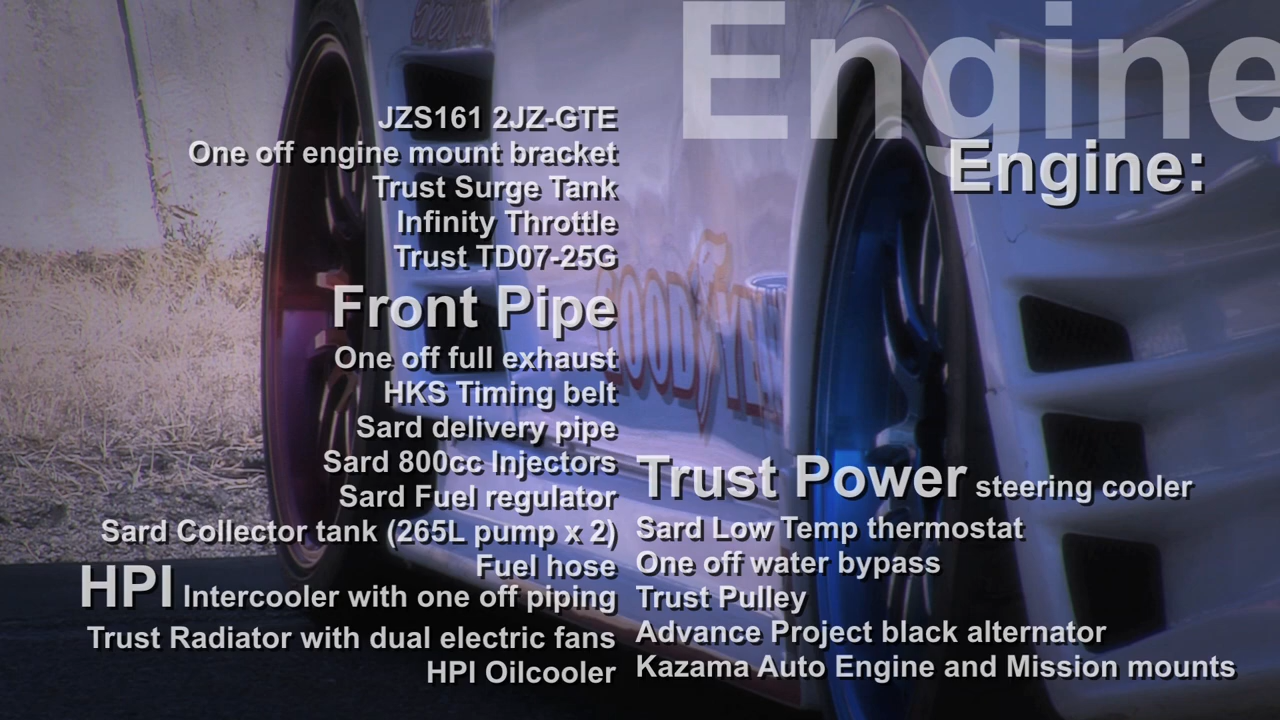 Engine
Engine:
JZS161 2JZ-GTE
One off engine mount bracket
Trust Surge Tank
Infinity Throttle
Trust TD07-25G
Front Pipe
One off full exhaust
HKS Timing belt
Sard delivery pipe
Sard 800cc Injectors
Sard Fuel regulator
Sard Collector tank (265L pump x 2)
Fuel hose
HPI Intercooler with one off piping
Trust Radiator with dual electric fans
HPI Oilcooler
Trust Power steering cooler
Sard Low Temp thermostat
One off water bypass
Trust Pulley
Advance Project black alternator
Kazama Auto Engine and Mission mounts
GOODYEAR